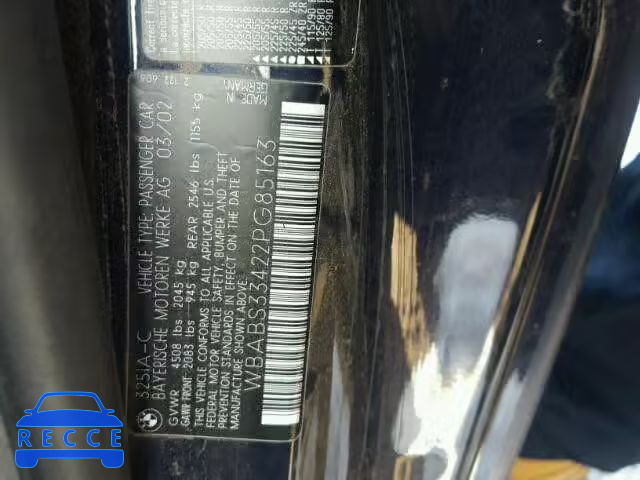 325IA-C VEHICLE TYPE, PASSENGER CAR
BAYERISCHE MOTOREN WERKE AG 03/02
GVWR 4508 lbs 2045 kg
GAWR FRONT: 2083 lbs 945 kg REAR 2546 lbs 1155 kg
THIS VEHICLE CONFORMS TO ALL APPLICABLE
FEDERAL MOTOR VEHICLE SAFETY, BUMPER AND THEFT
PREVENTION STANDARDS IN EFFECT ON THE DATE OF
MANUFACTURE SHOWN ABOVE.
MADE IN
GERMANY
WBABS33422PG85163
RECCE